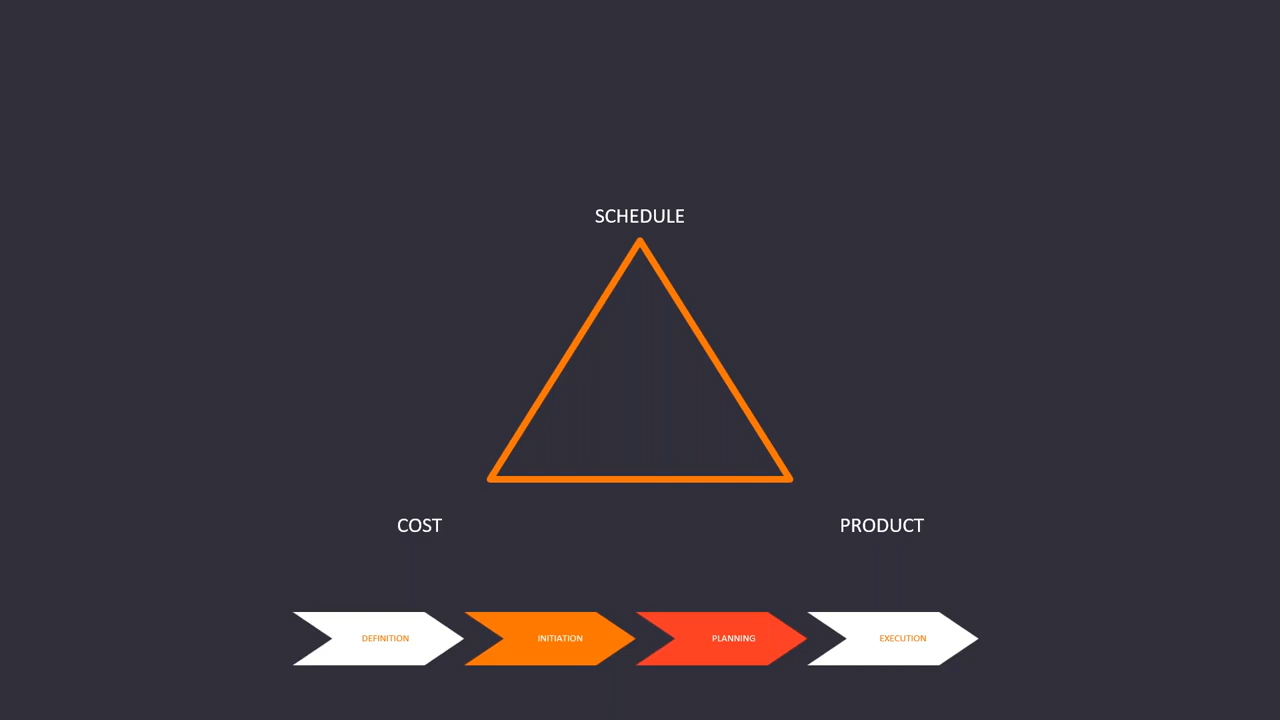 SCHEDULE
COST
PRODUCT
DEFINITION
INITIATION
PLANNING
EXECUTION